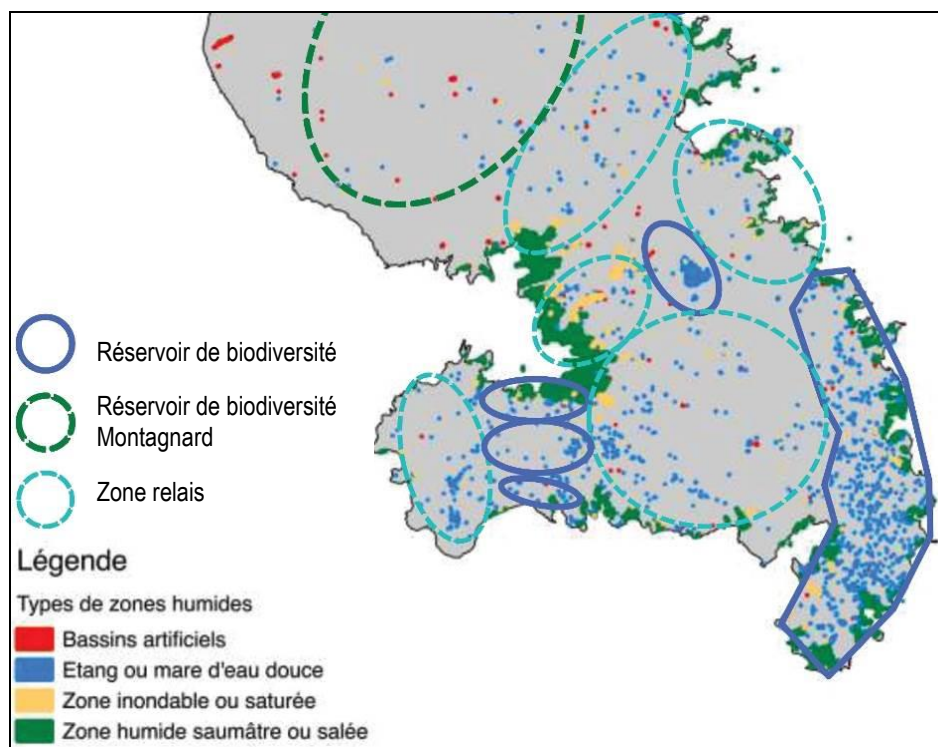 Réservoir de biodiversité
Réservoir de biodiversité
Montagnard
Zone relais
Légende
Types de zones humides
Bassins artificiels
Etang ou mare d'eau douce
Zone inondable ou saturée
Zone humide saumâtre ou salée